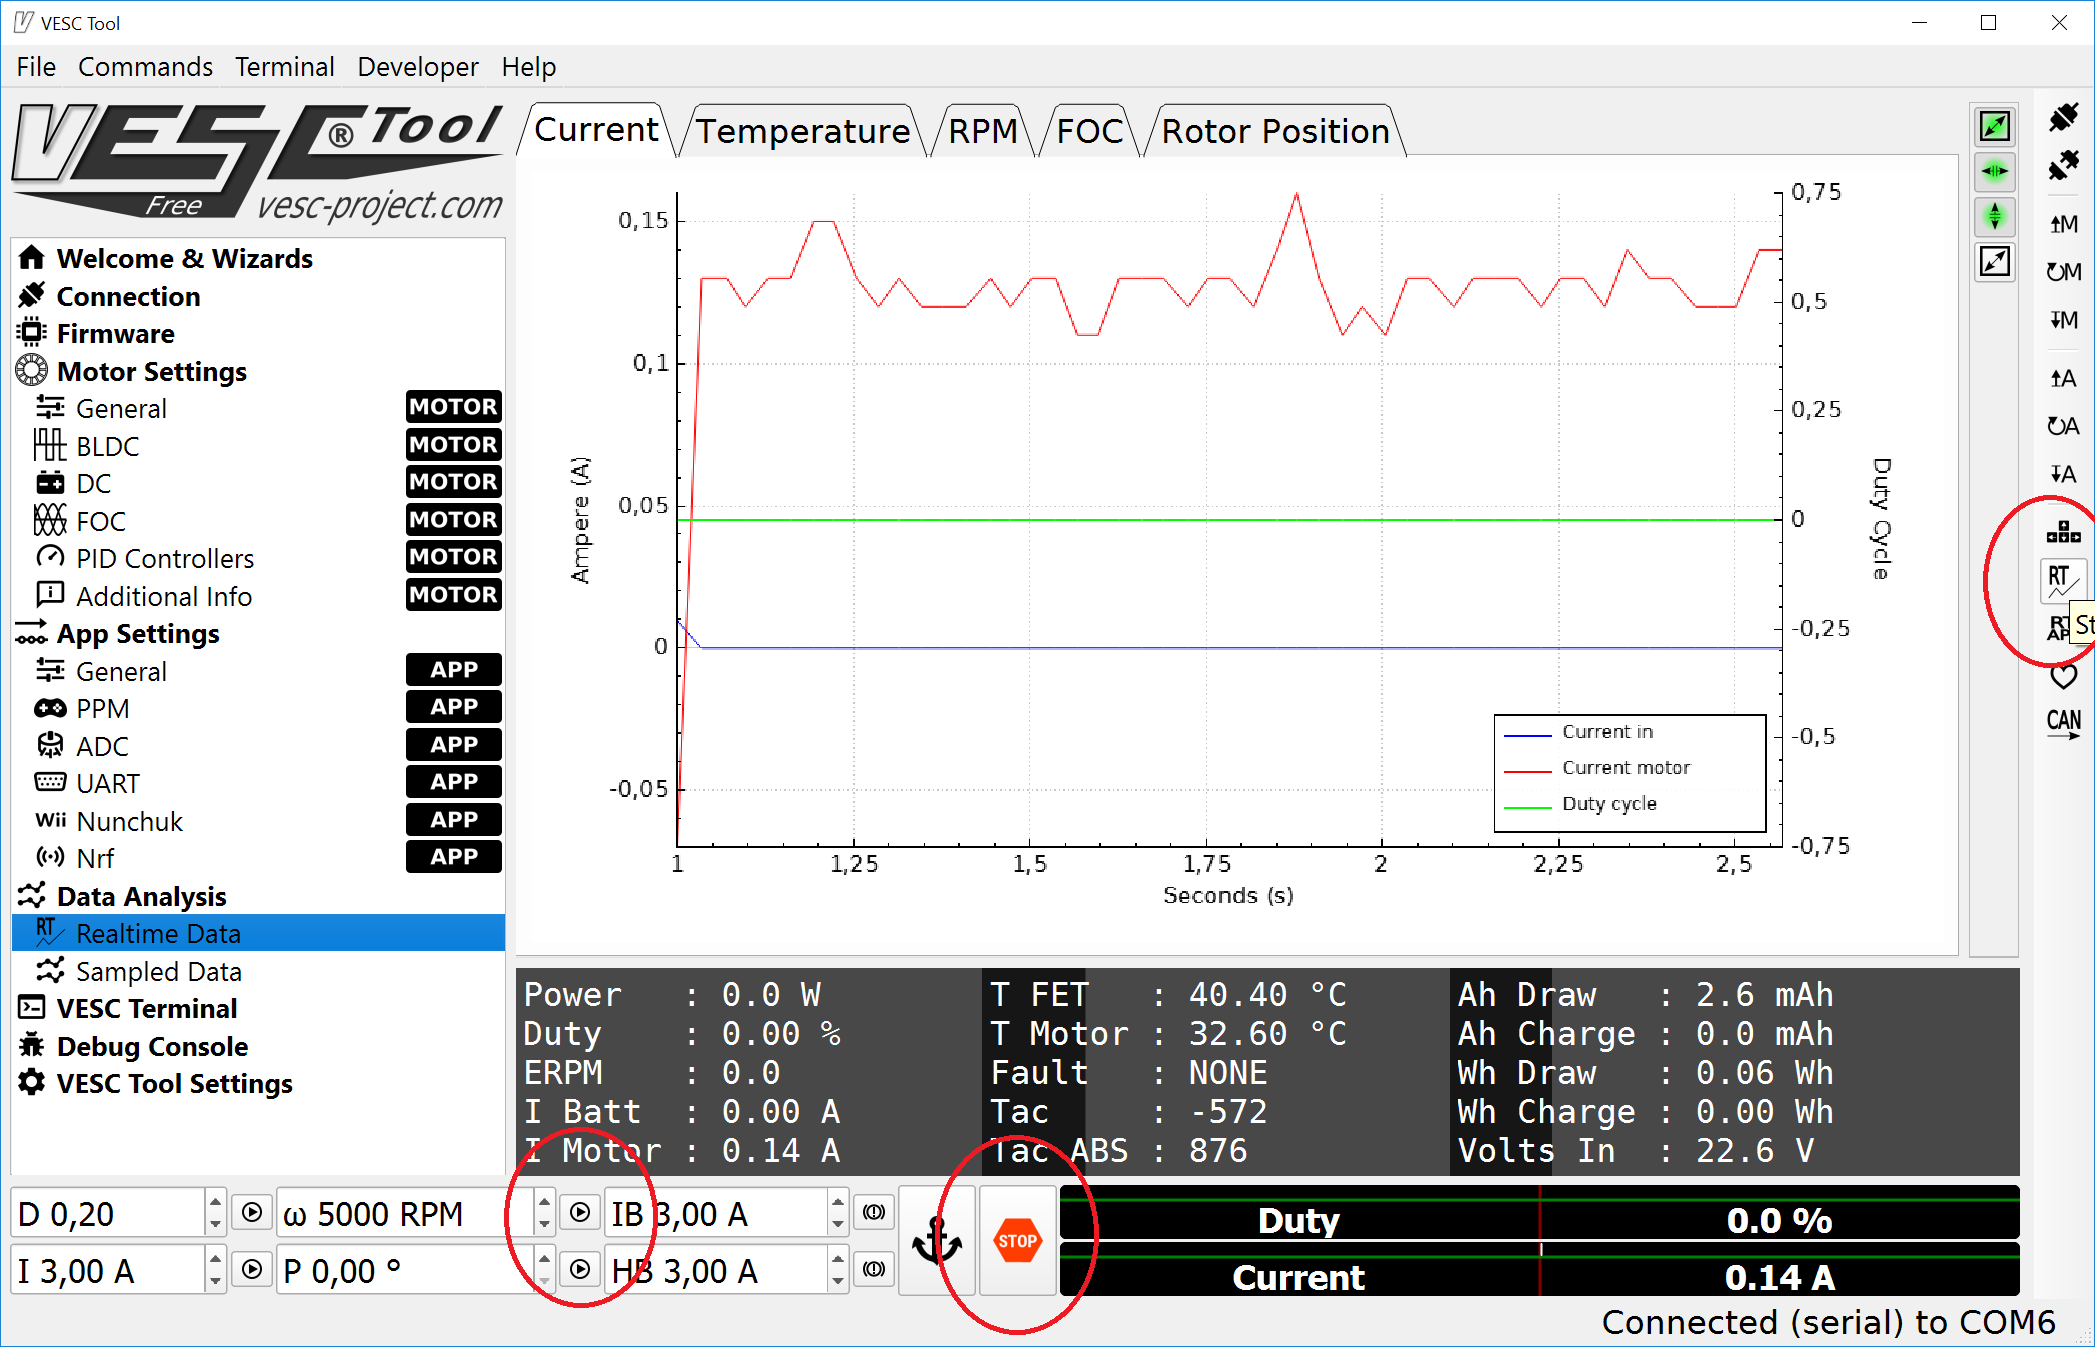 VESC Tool
File Commands Terminal Developer Help
VESC® Tool
Free vesc-project.com
Welcome & Wizards
Connection
Firmware
Motor Settings
General MOTOR
BLDC MOTOR
DC MOTOR
FOC MOTOR
PID Controllers MOTOR
Additional Info MOTOR
App Settings
General APP
PPM APP
ADC APP
UART APP
Wii Nunchuk APP
Nrf APP
Data Analysis
RT Realtime Data
Sampled Data
VESC Terminal
Debug Console
VESC Tool Settings
Current Temperature RPM FOC Rotor Position
0,15
0,1
0,05
0
-0,05
Ampere (A)
0,75
0,5
0,25
0
-0,25
-0,5
-0,75
Duty Cycle
Current in
Current motor
Duty cycle
1 1,25 1,5 1,75 2 2,25 2,5
Seconds (s)
M
M
M
A
A
A
RT
RT
AP
St
CAN
Power : 0.0 W T FET : 40.40 °C Ah Draw : 2.6 mAh
Duty : 0.00 % T Motor : 32.60 °C Ah Charge : 0.0 mAh
ERPM : 0.0 Fault : NONE Wh Draw : 0.06 Wh
I Batt : 0.00 A Tac : -572 Wh Charge : 0.00 Wh
I Motor : 0.14 A Tac ABS : 876 Volts In : 22.6 V
D 0,20 ω 5000 RPM IB 3,00 A
I 3,00 A P 0,00 ° HB 3,00 A
STOP
Duty 0.0 %
Current 0.14 A
Connected (serial) to COM6